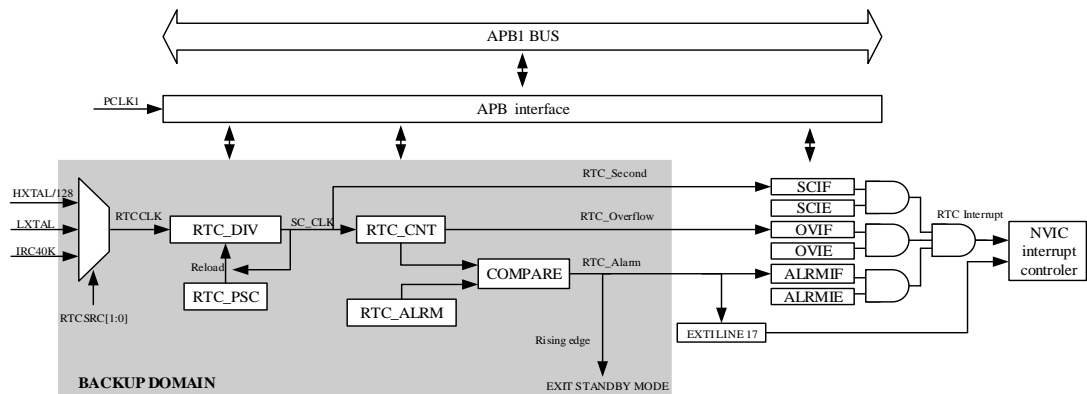 APB1 BUS
PCLK1
APB interface
HXTAL/128
LXTAL
IRC40K
RTCCLK
RTCSRC[1:0]
RTC_DIV
SC_CLK
Reload
RTC_PSC
RTC_CNT
RTC_ALRM
COMPARE
RTC_Second
RTC_Overflow
RTC_Alarm
Rising edge
EXIT STANDBY MODE
BACKUP DOMAIN
SCIF
SCIE
OVIF
OVIE
ALRMIF
ALRMIE
EXTI LINE 17
RTC Interrupt
NVIC
interrupt
controler